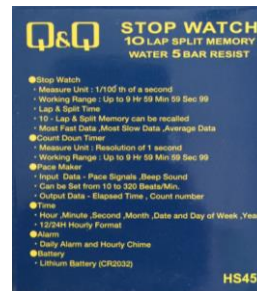 Q&Q
STOP WATCH
10 LAP SPLIT MEMORY
WATER 5 BAR RESIST
●Stop Watch
· Measure Unit : 1/100 th of a second
· Working Range : Up to 9 Hr 59 Min 59 Sec 99
· Lap & Split Time
· 10 - Lap & Split Memory can be recalled
· Most Fast Data ,Most Slow Data ,Average Data
●Count Doun Timer
· Measure Unit : Resolution of 1 second
· Working Range : Up to 9 Hr 59 Min 59 Sec 99
●Pace Maker
· Input Data - Pace Signals ,Beep Sound
· Can be Set from 10 to 320 Beats/Min.
· Output Data - Elapsed Time , Count number
●Time
· Hour ,Minute ,Second ,Month ,Date and Day of Week ,Yea
· 12/24H Hourly Format
●Alarm
· Daily Alarm and Hourly Chime
●Battery
· Lithium Battery (CR2032)
HS45